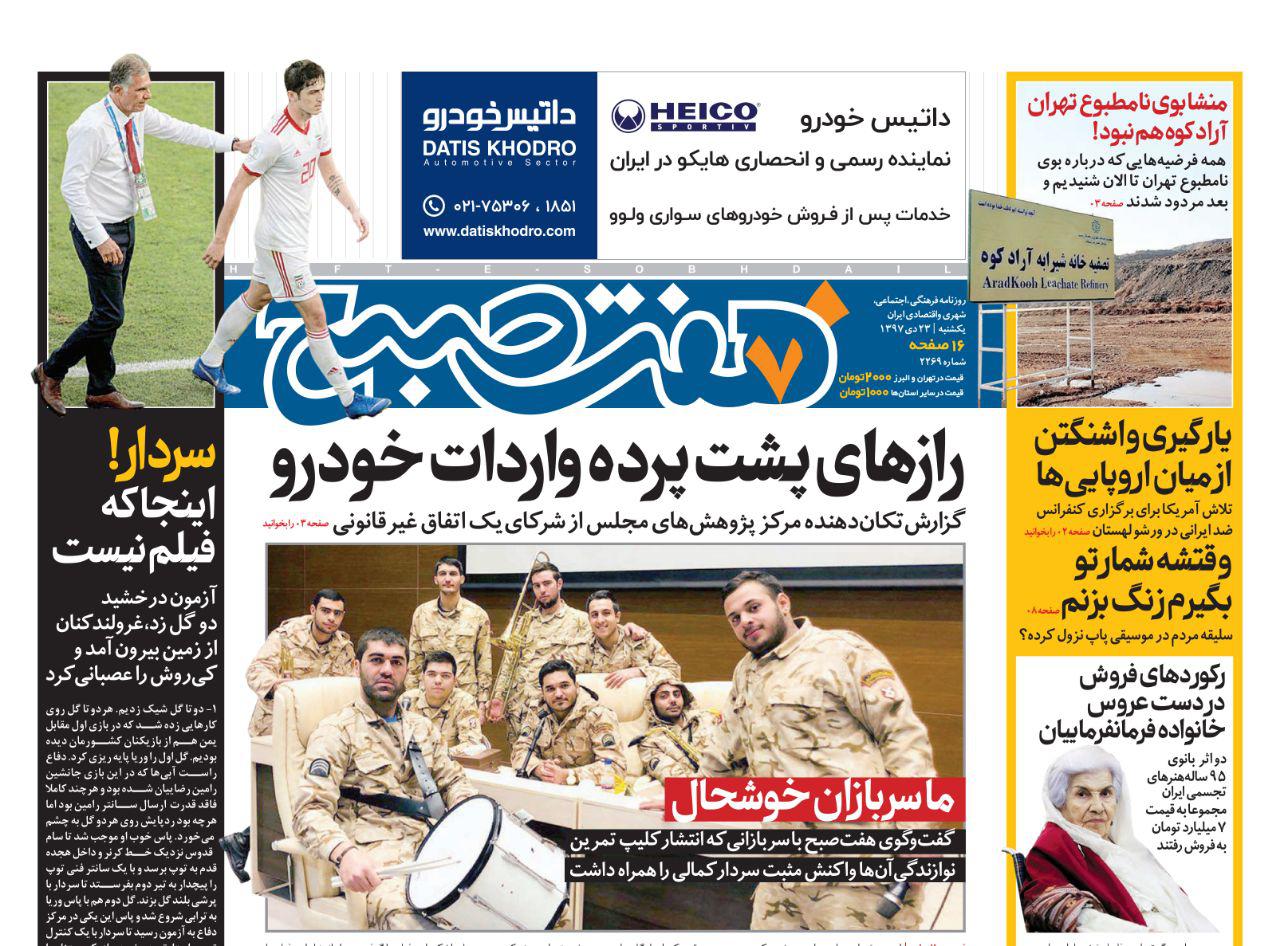 منشا بوی نامطبوع تهران
آرادکوه هم نبود!
همه فرضیه‌هایی که درباره بوی
نامطبوع تهران تا الان شنیدیم و
بعد مردود شدند صفحه۰۳
تصفیه خانه شیرابه آراد کوه
AradKooh Leachate Refinery
داتیس خودرو
HEICO
SPORTIV
نماینده رسمی و انحصاری هایکو در ایران
خدمات پس از فروش خودروهای سواری ولوو
داتیس خودرو
DATIS KHODRO
Automotive Sector
۰۲۱-۷۵۳۰۶ ، ۱۸۵۱
www.datiskhodro.com
HAFT-E-SOBH DAILY
هفت صبح
۷
روزنامه فرهنگی، اجتماعی،
شهری واقتصادی ایران
یکشنبه | ۲۳ دی ۱۳۹۷
۱۶ صفحه
شماره ۲۲۶۹
قیمت در تهران و البرز ۲۰۰۰تومان
قیمت در سایر استان‌ها ۱۰۰۰تومان
رازهای پشت پرده واردات خودرو
گزارش تکان‌دهنده مرکز پژوهش‌های مجلس از شرکای یک اتفاق غیر قانونی صفحه ۰۳ را بخوانید
ما سربازان خوشحال
گفت‌وگوی هفت‌صبح با سربازانی که انتشار کلیپ تمرین
نوازندگی آن‌ها واکنش مثبت سردار کمالی را همراه داشت
یارگیری واشنگتن
از میان اروپایی‌ها
تلاش آمریکا برای برگزاری کنفرانس
ضد ایرانی در ورشو لهستان صفحه ۰۲ را بخوانید
وقتشه شمارتو
بگیرم زنگ بزنم صفحه ۰۸
سلیقه مردم در موسیقی پاپ نزول کرده؟
رکوردهای فروش
در دست عروس
خانواده فرمانفرماییان
دو اثر بانوی
۹۵ ساله‌هنرهای
تجسمی ایران
مجموعا به قیمت
۷ میلیارد تومان
به فروش رفتند
سردار!
اینجا که
فیلم نیست
آزمون درخشید
دو گل زد،غرولندکنان
از زمین بیرون آمد و
کی‌روش را عصبانی کرد
۱- دو تا گل شیک زدیم. هر دو تا گل روی
کارهایی زده شد که در بازی اول مقابل
یمن هم از بازیکنان کشورمان دیده
بودیم. گل اول را وریا پایه ریزی کرد. دفاع
راست آبی‌ها که در این بازی جانشین
رامین رضاییان شده بود و هرچند کاملا
فاقد قدرت ارسال سانتر رامین بود اما
هرچه بود ردپایش روی هر دو گل به چشم
می‌خورد. پاس خوب او موجب شد تا سام
قدوس نزدیک خط کرنر و داخل هجده
قدم به توپ برسد و با یک سانتر فنی توپ
را پیچدار به تیر دوم بفرستد تا سردار با
پرشی بلند گل بزند. گل دوم هم با پاس وریا
به ترابی شروع شد و پاس این یکی در مرکز
دفاع به آزمون رسید تا سردار با یک کنترل